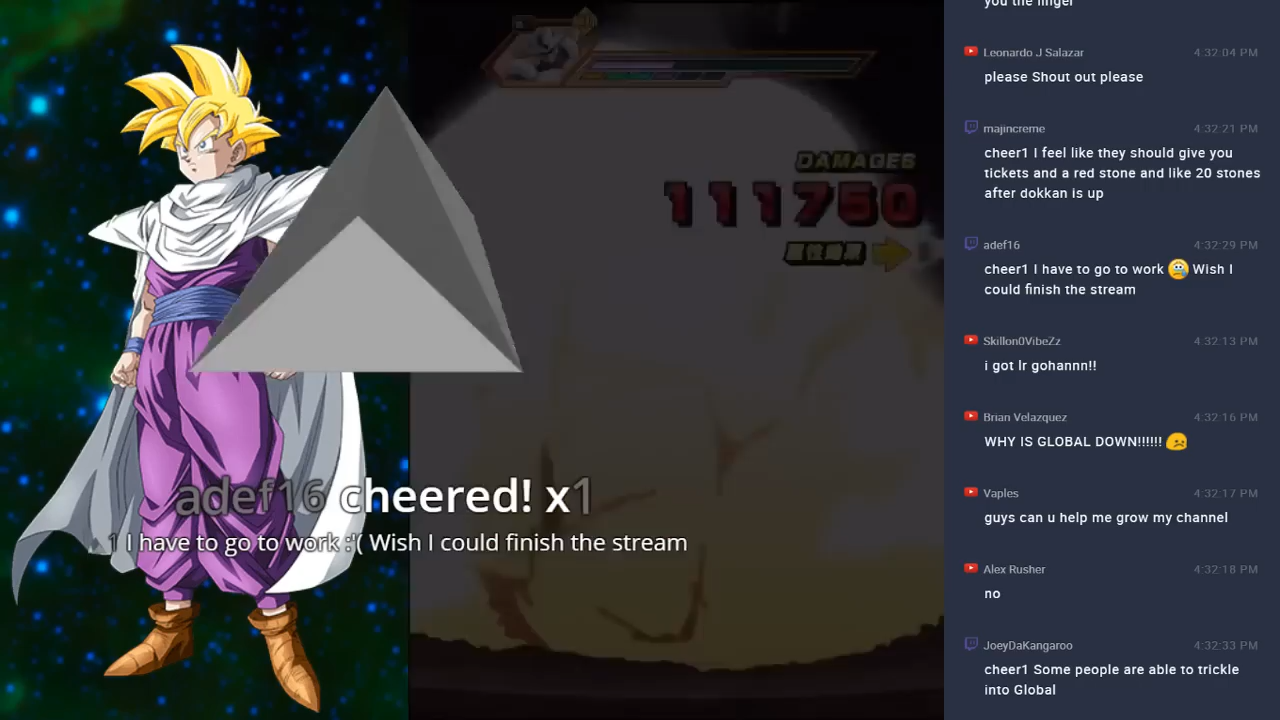 DAMAGES
111750
属性効果
adef16 cheered! x1
1 I have to go to work :'( Wish I could finish the stream
you the finger
Leonardo J Salazar 4:32:04 PM
please Shout out please
majincreme 4:32:21 PM
cheer1 I feel like they should give you
tickets and a red stone and like 20 stones
after dokkan is up
adef16 4:32:29 PM
cheer1 I have to go to work 😢 Wish I
could finish the stream
Skillon0VibeZz 4:32:13 PM
i got lr gohannn!!
Brian Velazquez 4:32:16 PM
WHY IS GLOBAL DOWN!!!!!! 😞
Vaples 4:32:17 PM
guys can u help me grow my channel
Alex Rusher 4:32:18 PM
no
JoeyDaKangaroo 4:32:33 PM
cheer1 Some people are able to trickle
into Global